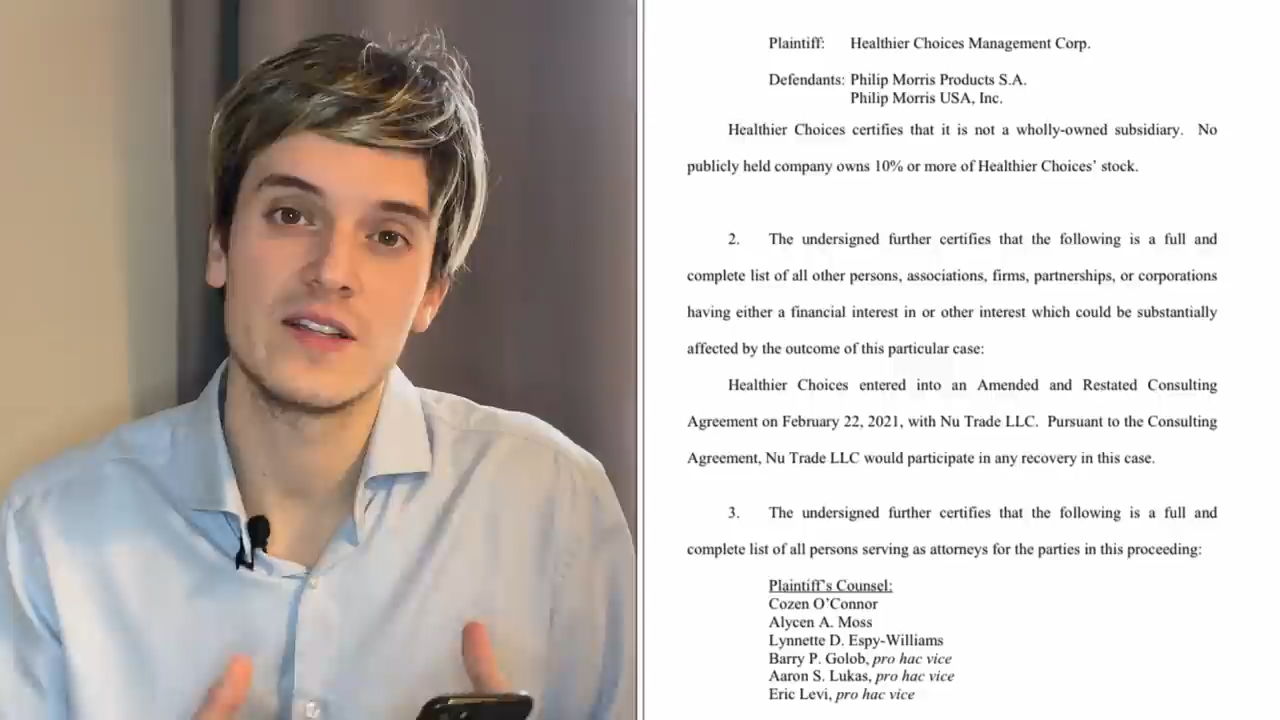 Plaintiff: Healthier Choices Management Corp.
Defendants: Philip Morris Products S.A.
Philip Morris USA, Inc.
Healthier Choices certifies that it is not a wholly-owned subsidiary. No
publicly held company owns 10% or more of Healthier Choices’ stock.
2. The undersigned further certifies that the following is a full and
complete list of all other persons, associations, firms, partnerships, or corporations
having either a financial interest in or other interest which could be substantially
affected by the outcome of this particular case:
Healthier Choices entered into an Amended and Restated Consulting
Agreement on February 22, 2021, with Nu Trade LLC. Pursuant to the Consulting
Agreement, Nu Trade LLC would participate in any recovery in this case.
3. The undersigned further certifies that the following is a full and
complete list of all persons serving as attorneys for the parties in this proceeding:
Plaintiff’s Counsel:
Cozen O’Connor
Alycen A. Moss
Lynnette D. Espy-Williams
Barry P. Golob, pro hac vice
Aaron S. Lukas, pro hac vice
Eric Levi, pro hac vice